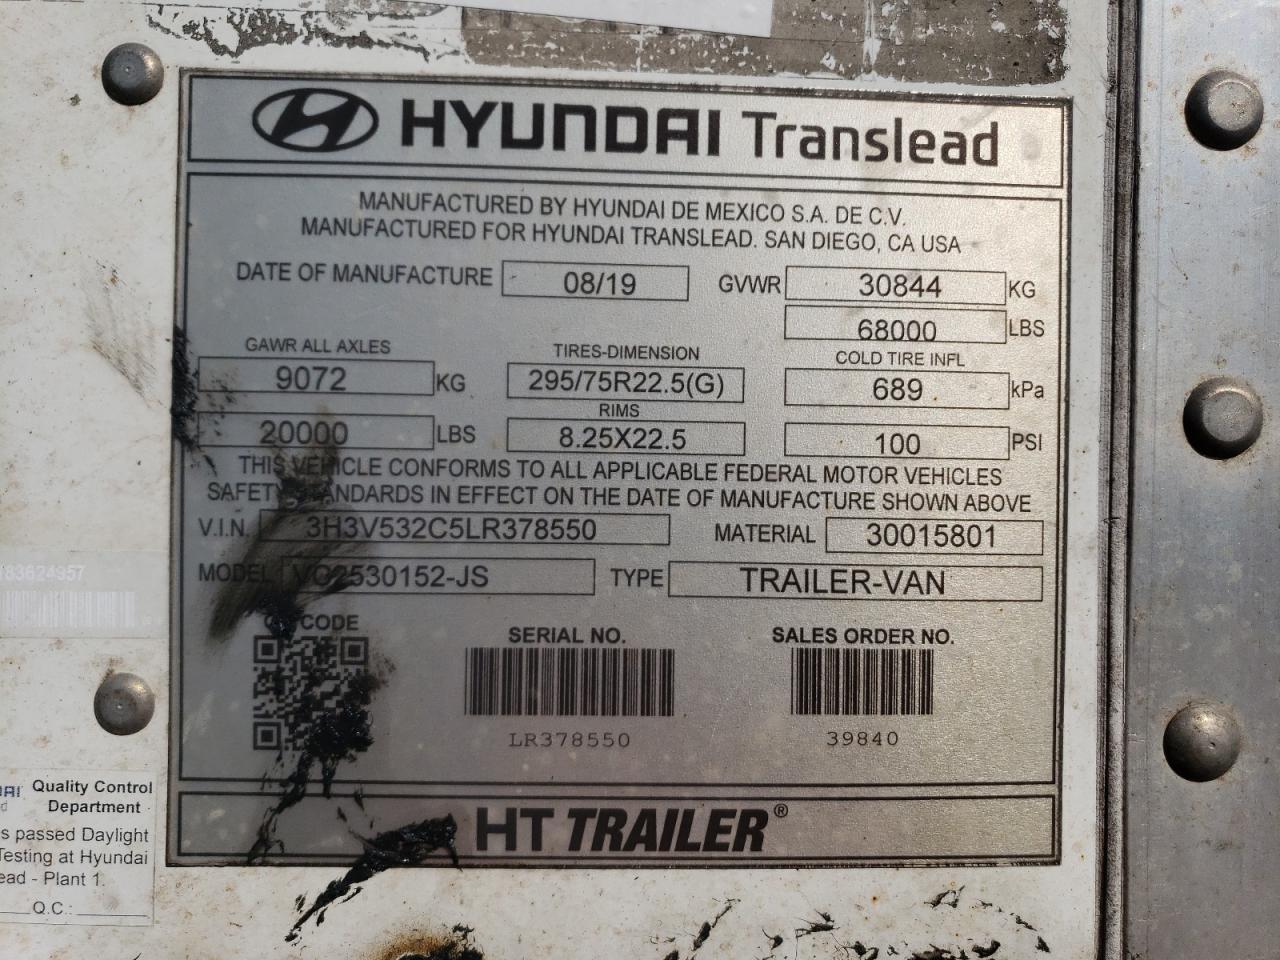 HYUNDAI Translead
MANUFACTURED BY HYUNDAI DE MEXICO S.A. DE C.V.
MANUFACTURED FOR HYUNDAI TRANSLEAD. SAN DIEGO, CA USA
DATE OF MANUFACTURE 08/19 GVWR 30844 KG
68000 LBS
GAWR ALL AXLES TIRES-DIMENSION COLD TIRE INFL
9072 KG 295/75R22.5(G) 689 kPa
RIMS
20000 LBS 8.25X22.5 100 PSI
THIS VEHICLE CONFORMS TO ALL APPLICABLE FEDERAL MOTOR VEHICLES
SAFETY STANDARDS IN EFFECT ON THE DATE OF MANUFACTURE SHOWN ABOVE
V.I.N. 3H3V532C5LR378550 MATERIAL 30015801
MODEL VC2530152-JS TYPE TRAILER-VAN
QR CODE SERIAL NO. SALES ORDER NO.
LR378550 39840
HT TRAILER®
183624957
DAI Quality Control
d Department
s passed Daylight
Testing at Hyundai
ead - Plant 1.
Q.C.: